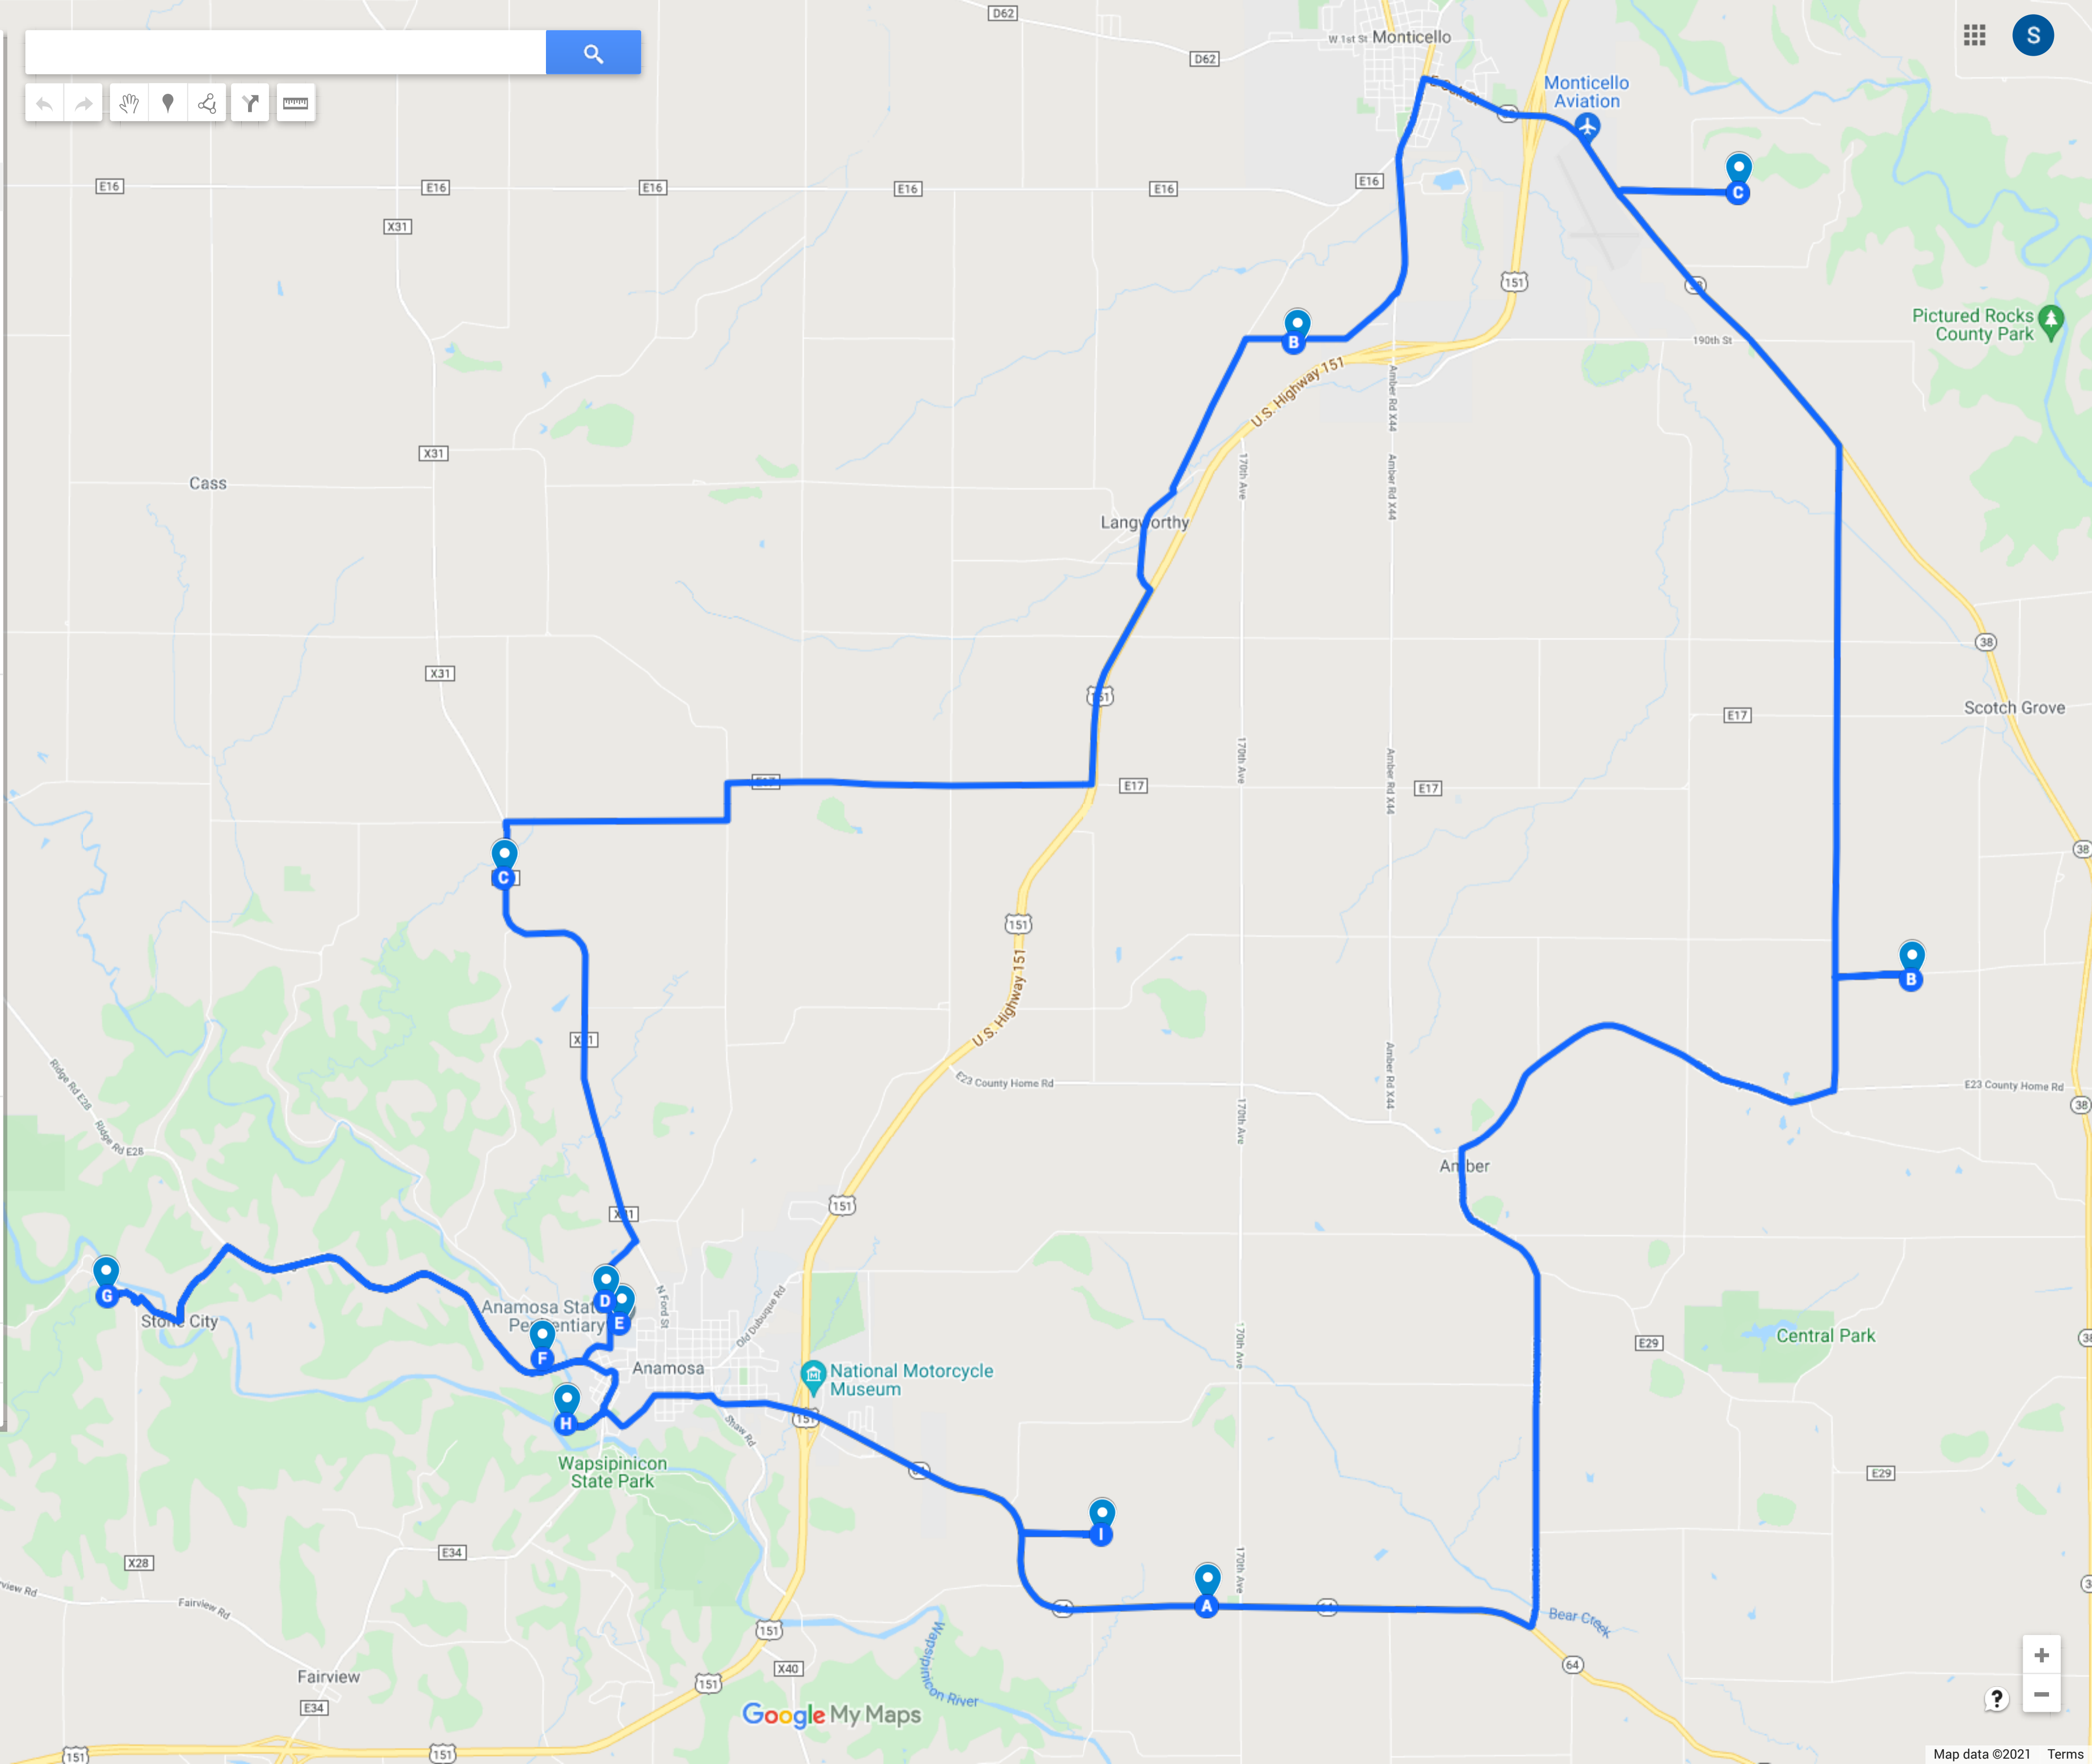 D62
W 1st St
Monticello
D62
S
Monticello
Aviation
E Oak St
C
E16
E16
E16
E16
E16
E16
X31
151
B
Pictured Rocks
County Park
190th St
U.S. Highway 151
Amber Rd X44
X31
170th Ave
Amber Rd X44
Cass
Langworthy
38
X31
151
Scotch Grove
E17
170th Ave
Amber Rd X44
E17
E17
38
C
151
U.S. Highway 151
B
Amber Rd X44
E23 County Home Rd
E23 County Home Rd
Ridge Rd E28
170th Ave
38
Ridge Rd E28
Amber
151
X31
G
D
N Ford St
Anamosa State
Penitentiary
E
Stone City
Old Dubuque Rd
Central Park
E29
170th Ave
F
Anamosa
National Motorcycle
Museum
H
151
Shaw Rd
Wapsipinicon
State Park
E29
I
E34
X28
170th Ave
A
Fairview Rd
Bear Creek
151
Wapsipinicon River
64
X40
Fairview
151
E34
Google My Maps
151
151
?
+
−
Map data ©2021 Terms